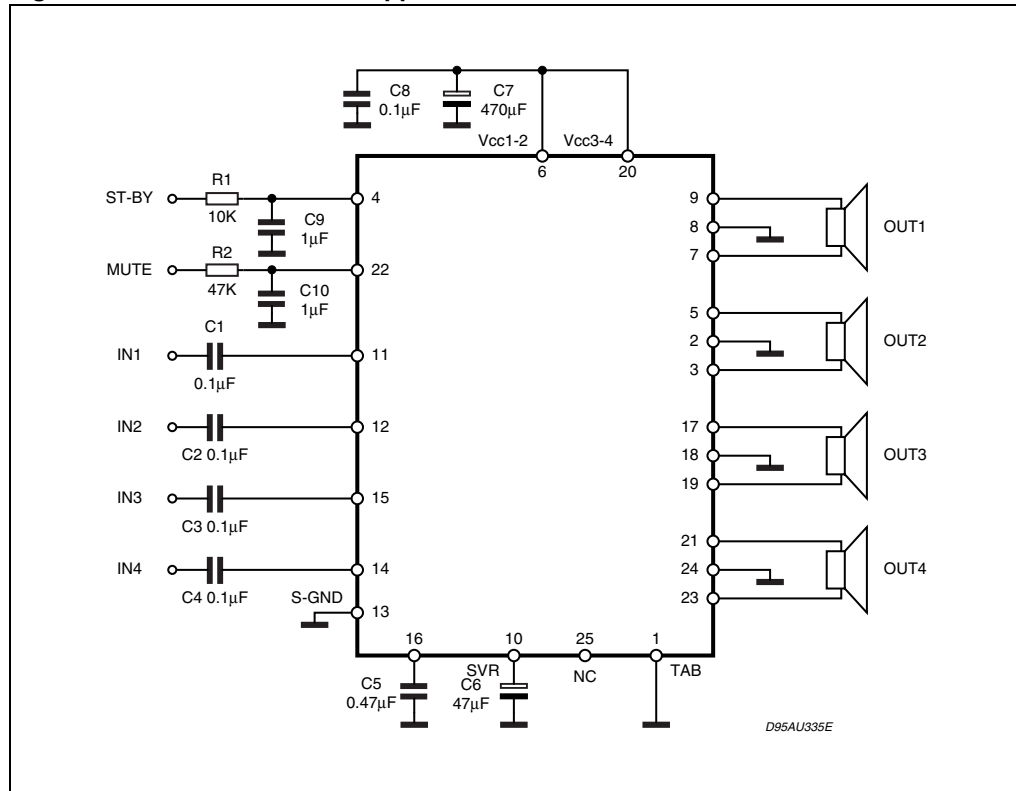 C8
0.1µF
C7
470µF
Vcc1-2
Vcc3-4
6
20
ST-BY
R1
10K
4
C9
1µF
MUTE
R2
47K
22
C10
1µF
IN1
C1
0.1µF
11
IN2
C2 0.1µF
12
IN3
C3 0.1µF
15
IN4
C4 0.1µF
14
S-GND
13
9
8
7
OUT1
5
2
3
OUT2
17
18
19
OUT3
21
24
23
OUT4
16
10
25
1
C5
0.47µF
SVR
C6
47µF
NC
TAB
D95AU335E